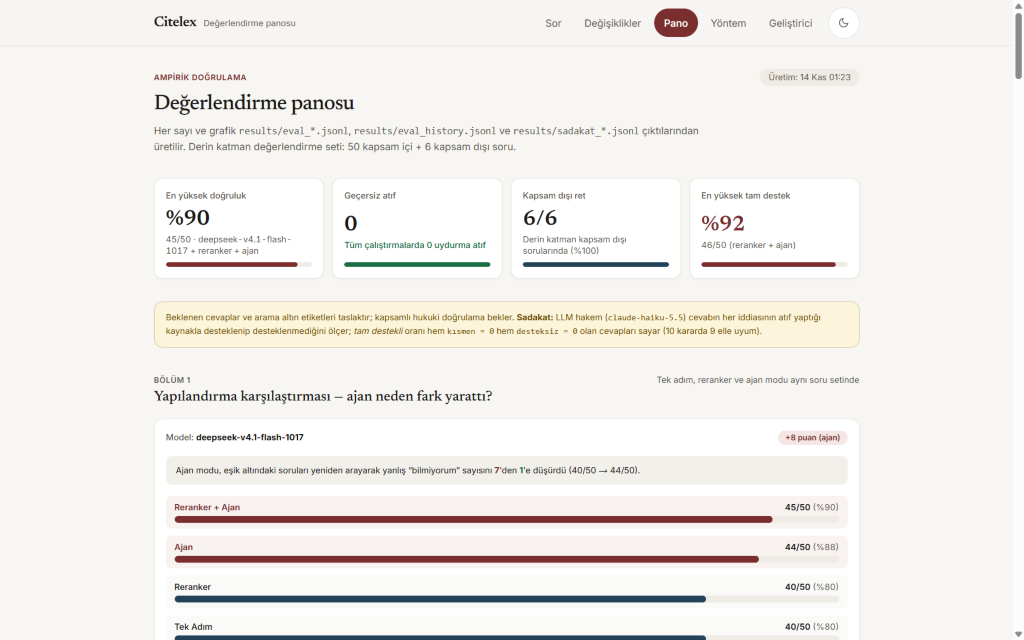 Citelex Değerlendirme panosu
Sor Değişiklikler Pano Yöntem Geliştirici
AMPİRİK DOĞRULAMA
Üretim: 14 Kas 01:23
Değerlendirme panosu
Her sayı ve grafik results/eval_*.jsonl, results/eval_history.jsonl ve results/sadakat_*.jsonl çıktılarından
üretilir. Derin katman değerlendirme seti: 50 kapsam içi + 6 kapsam dışı soru.
En yüksek doğruluk
%90
45/50 · deepseek-v4.1-flash-
1017 + reranker + ajan
Geçersiz atıf
0
Tüm çalıştırmalarda 0 uydurma atıf
Kapsam dışı ret
6/6
Derin katman kapsam dışı
sorularında (%100)
En yüksek tam destek
%92
46/50 (reranker + ajan)
Beklenen cevaplar ve arama altın etiketleri taslaktır; kapsamlı hukuki doğrulama bekler. Sadakat: LLM hakem (claude-haiku-5.5) cevabın her iddiasının atıf yaptığı
kaynakla desteklenip desteklenmediğini ölçer; tam destekli oranı hem kısmen = 0 hem desteksiz = 0 olan cevapları sayar (10 kararda 9 elle uyum).
BÖLÜM 1
Yapılandırma karşılaştırması — ajan neden fark yarattı?
Tek adım, reranker ve ajan modu aynı soru setinde
Model: deepseek-v4.1-flash-1017
+8 puan (ajan)
Ajan modu, eşik altındaki soruları yeniden arayarak yanlış “bilmiyorum” sayısını 7'den 1'e düşürdü (40/50 → 44/50).
Reranker + Ajan 45/50 (%90)
Ajan 44/50 (%88)
Reranker 40/50 (%80)
Tek Adım 40/50 (%80)